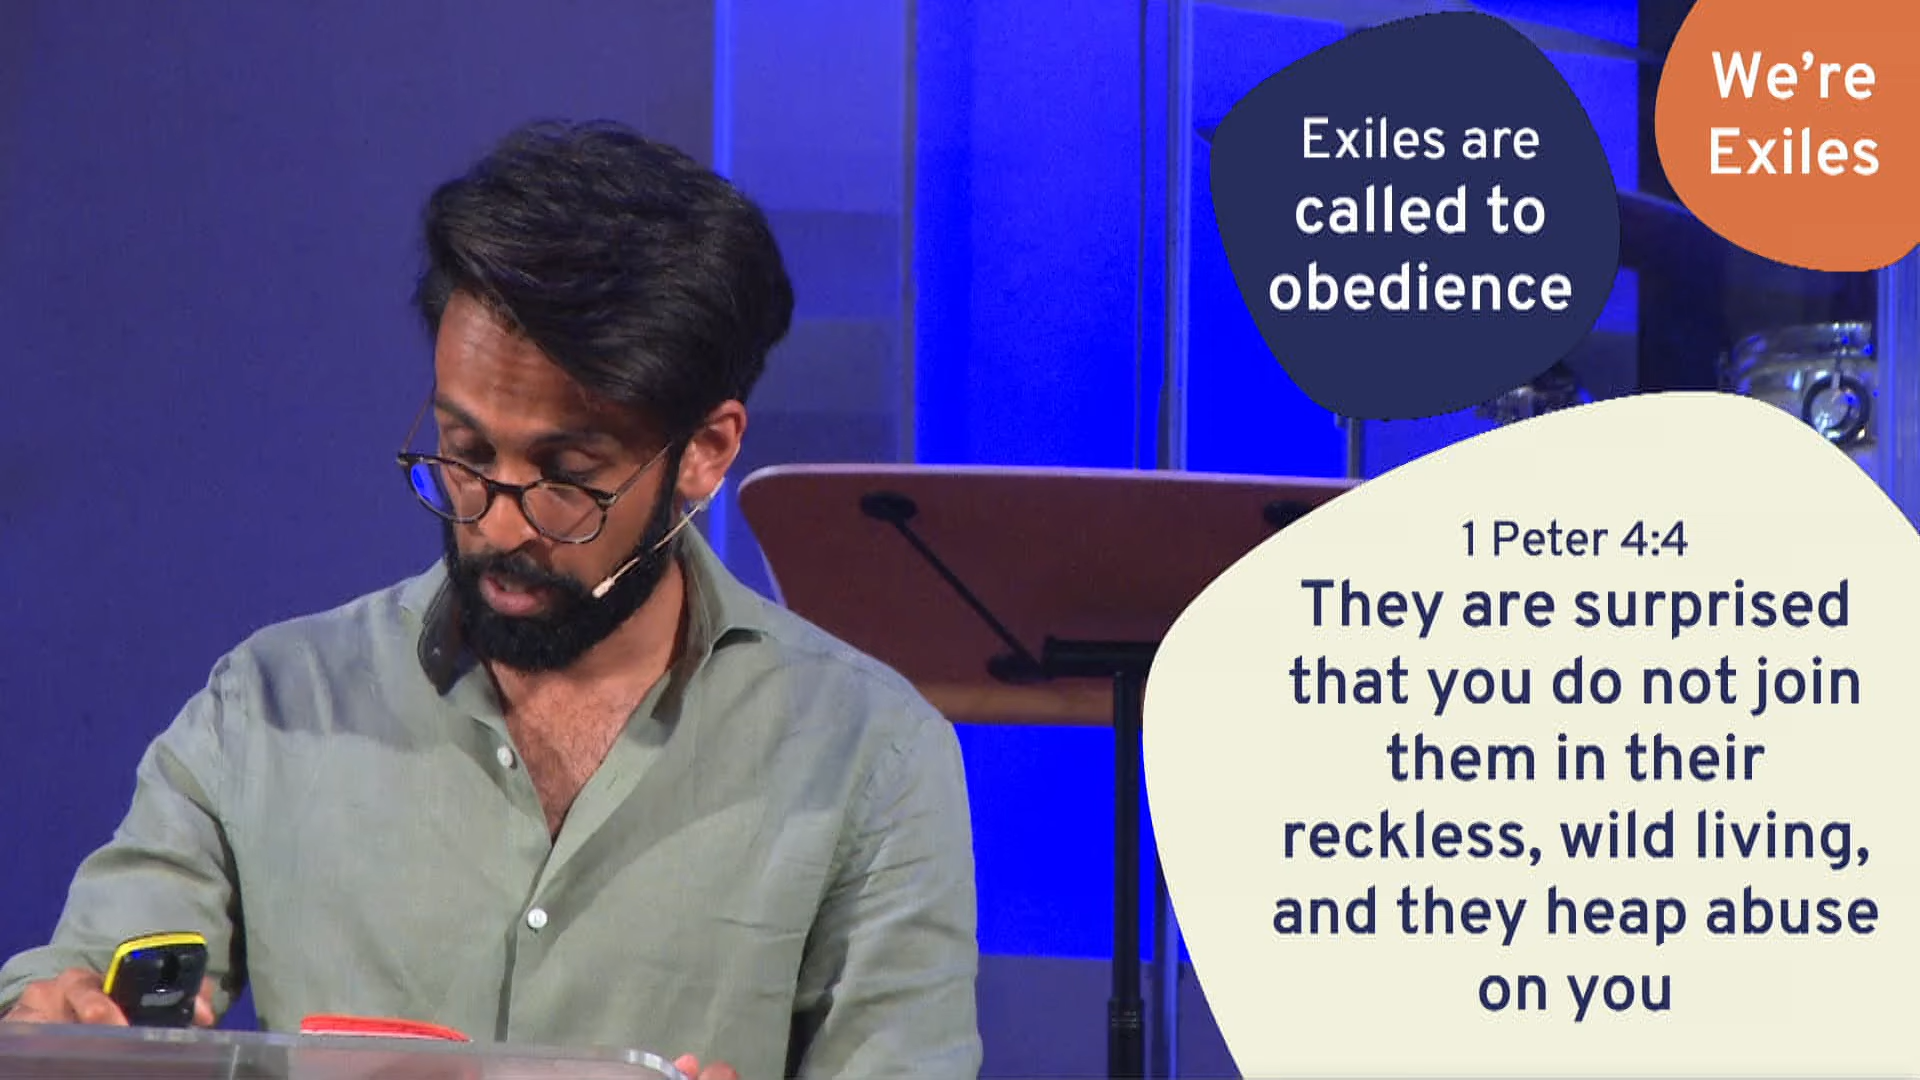 We're
Exiles
Exiles are
called to
obedience
1 Peter 4:4
They are surprised
that you do not join
them in their
reckless, wild living,
and they heap abuse
on you